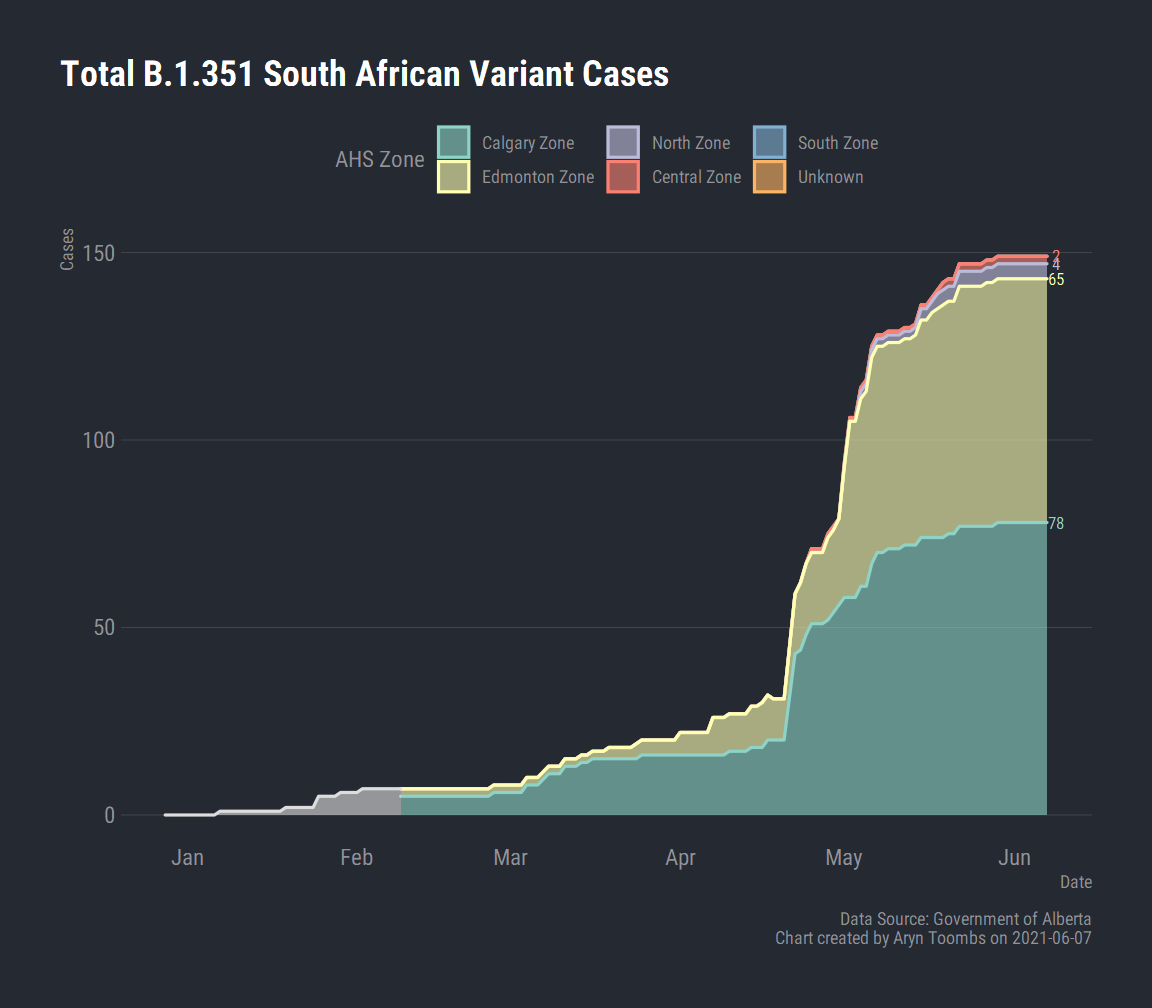 Total B.1.351 South African Variant Cases
AHS Zone
Calgary Zone North Zone South Zone
Edmonton Zone Central Zone Unknown
Cases
150
100
50
0
2
4
65
78
Jan Feb Mar Apr May Jun
Date
Data Source: Government of Alberta
Chart created by Aryn Toombs on 2021-06-07